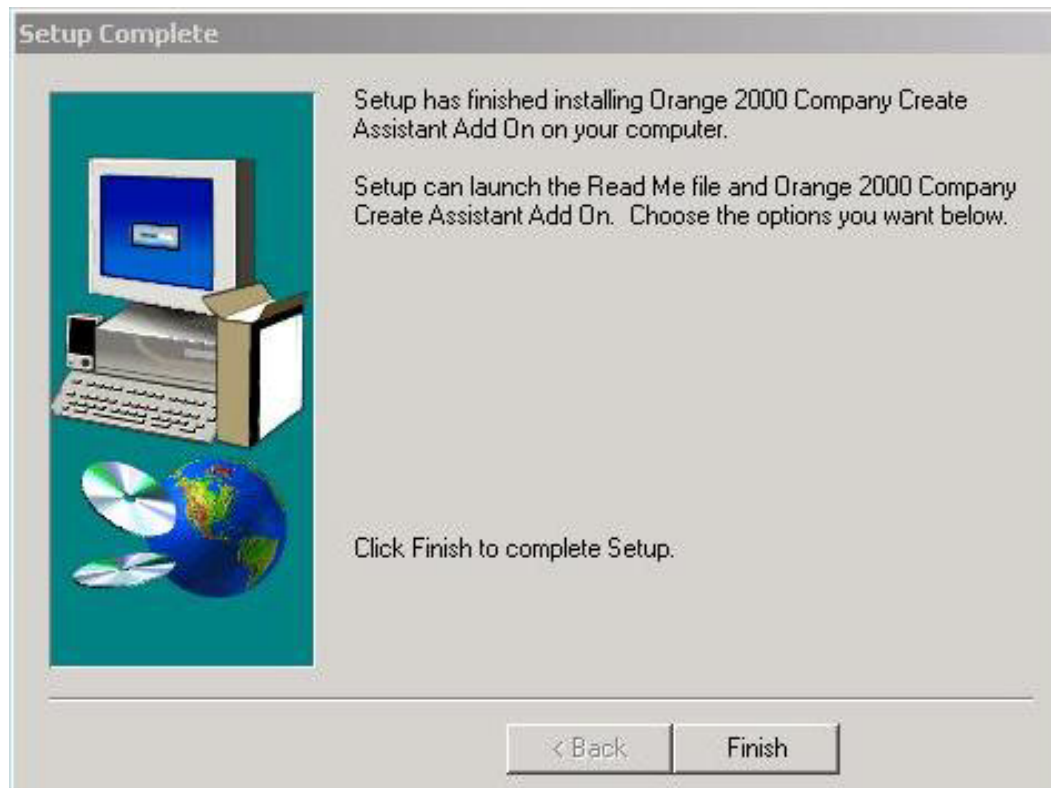 Setup Complete
Setup has finished installing Orange 2000 Company Create
Assistant Add On on your computer.
Setup can launch the Read Me file and Orange 2000 Company
Create Assistant Add On.  Choose the options you want below.
Click Finish to complete Setup.
< Back
Finish